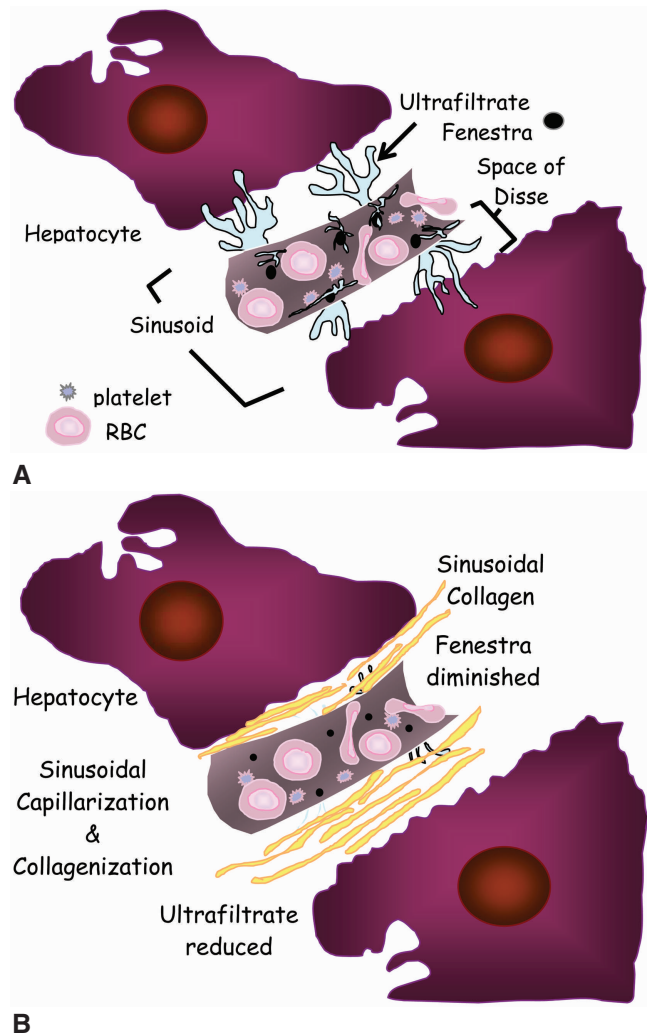 Ultrafiltrate
Fenestra
Space of
Disse
Hepatocyte
Sinusoid
platelet
RBC
A
Sinusoidal
Collagen
Fenestra
diminished
Hepatocyte
Sinusoidal
Capillarization
&
Collagenization
Ultrafiltrate
reduced
B